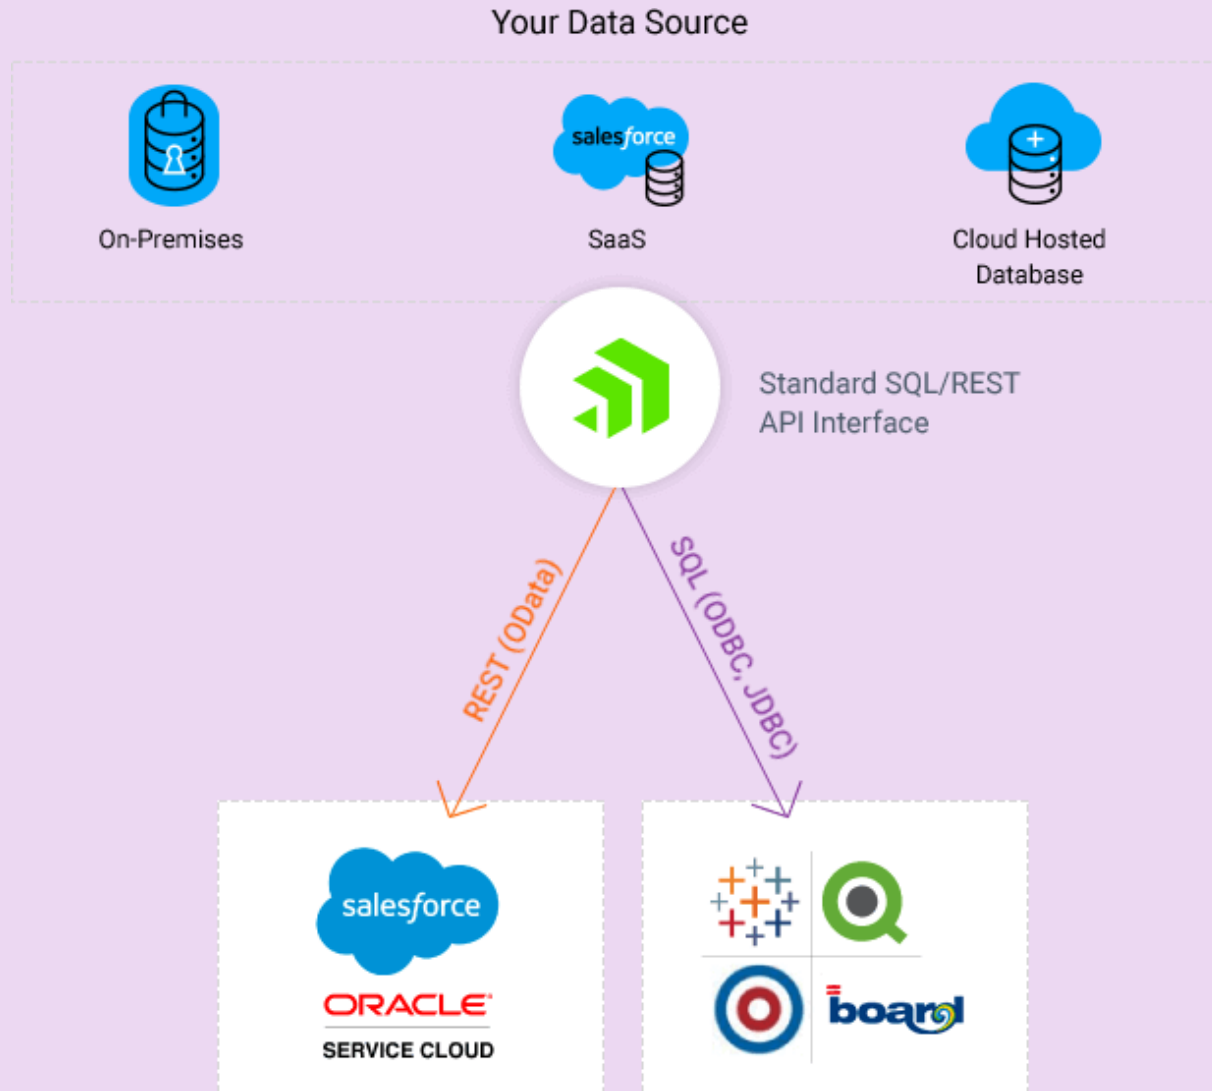 Your Data Source
salesforce
On-Premises
SaaS
Cloud Hosted
Database
Standard SQL/REST
API Interface
REST (OData)
SQL (ODBC, JDBC)
salesforce
ORACLE
SERVICE CLOUD
board